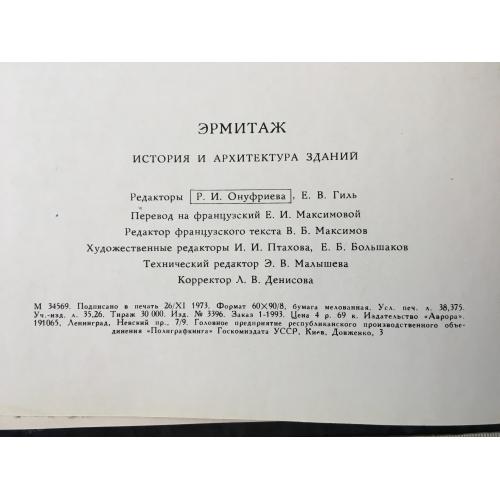 ЭРМИТАЖ
ИСТОРИЯ И АРХИТЕКТУРА ЗДАНИЙ
Редакторы Р. И. Онуфриева, Е. В. Гиль
Перевод на французский Е. И. Максимовой
Редактор французского текста В. Б. Максимов
Художественные редакторы И. И. Птахова, Е. Б. Большаков
Технический редактор Э. В. Малышева
Корректор Л. В. Денисова
М 34569. Подписано в печать 26/XI 1973. Формат 60×90/8, бумага мелованная. Усл. печ. л. 38,375.
Уч.-изд. л. 35,26. Тираж 30 000. Изд. № 3396. Заказ 1-1993. Цена 4 р. 69 к. Издательство «Аврора».
191065, Ленинград, Невский пр., 7/9. Головное предприятие республиканского производственного объе-
динения «Полиграфкнига» Госкомиздата УССР, Киев, Довженко, 3